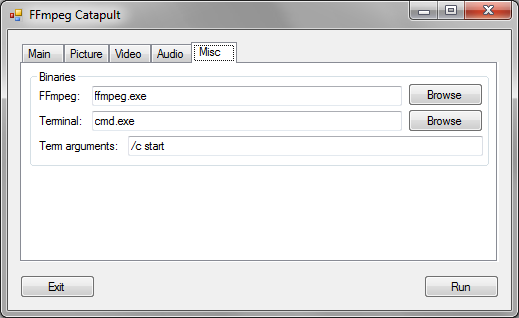 FFmpeg Catapult
Main Picture Video Audio Misc
Binaries
FFmpeg: ffmpeg.exe Browse
Terminal: cmd.exe Browse
Term arguments: /c start
Exit Run